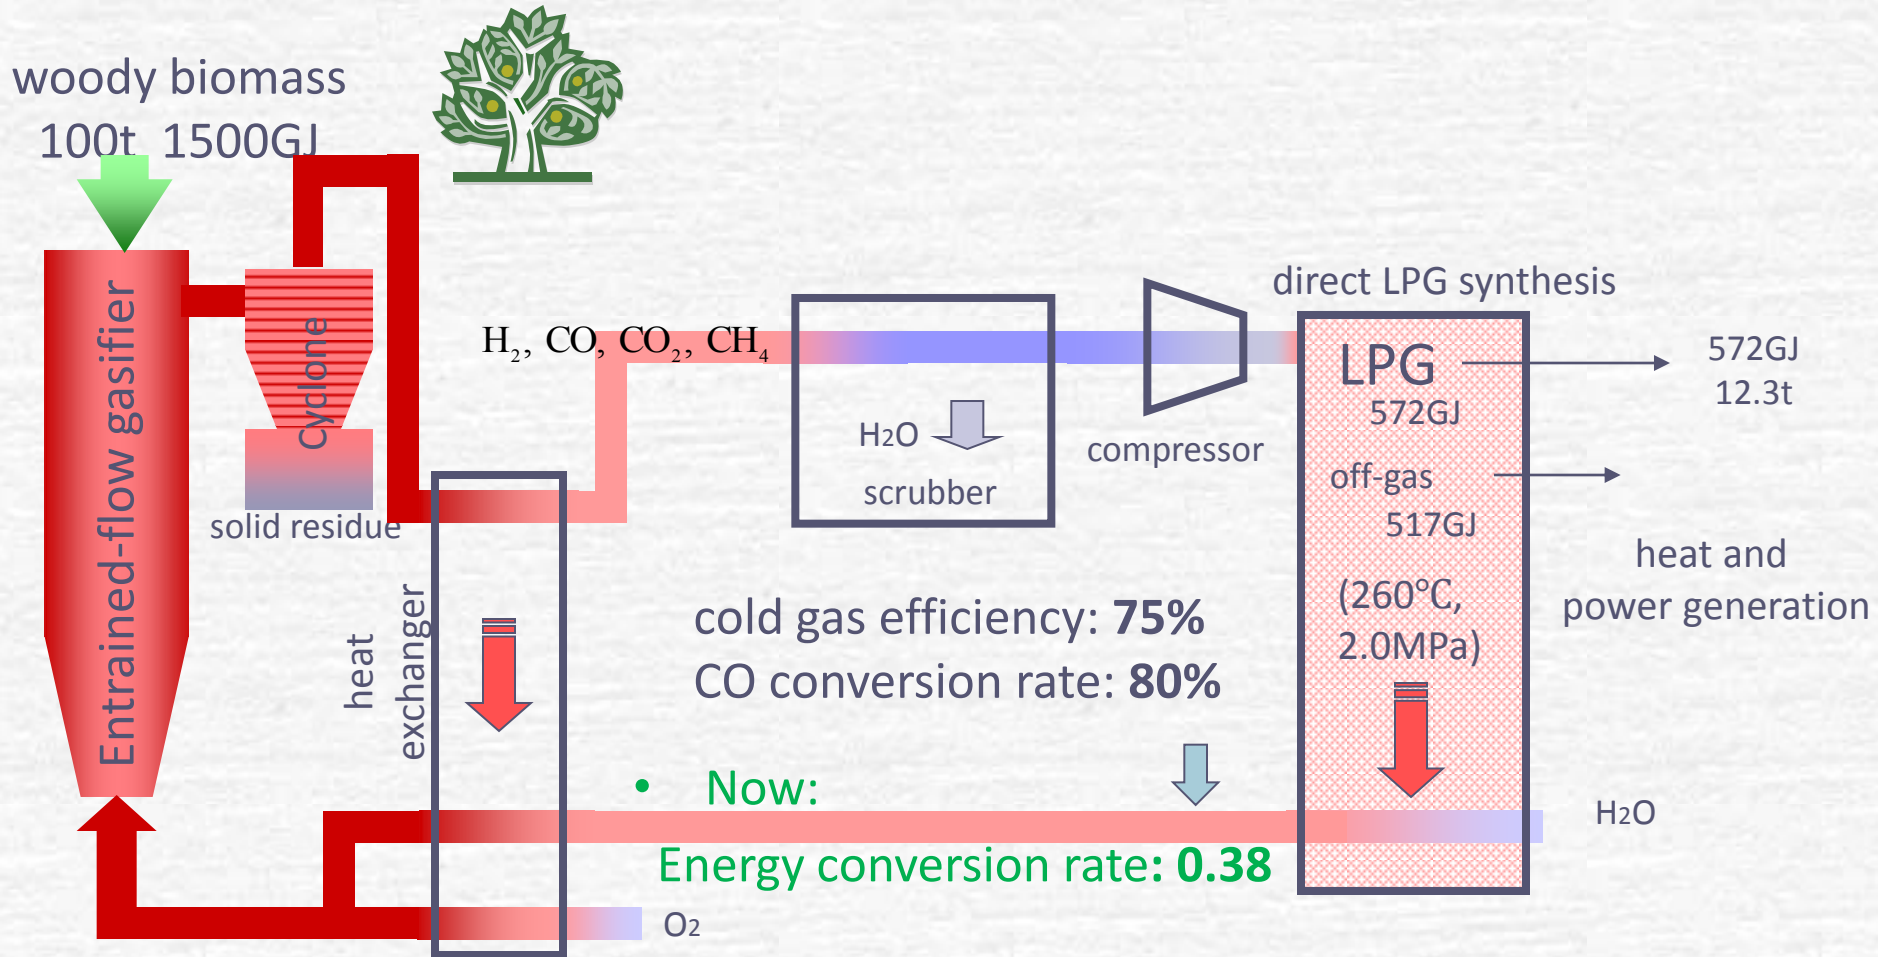 woody biomass
100t 1500GJ
Entrained-flow gasifier
Cyclone
solid residue
heat
exchanger
H₂, CO, CO₂, CH₄
H2O
scrubber
compressor
direct LPG synthesis
LPG
572GJ
off-gas
517GJ
(260℃,
2.0MPa)
572GJ
12.3t
heat and
power generation
cold gas efficiency: 75%
CO conversion rate: 80%
• Now:
Energy conversion rate: 0.38
H2O
O2